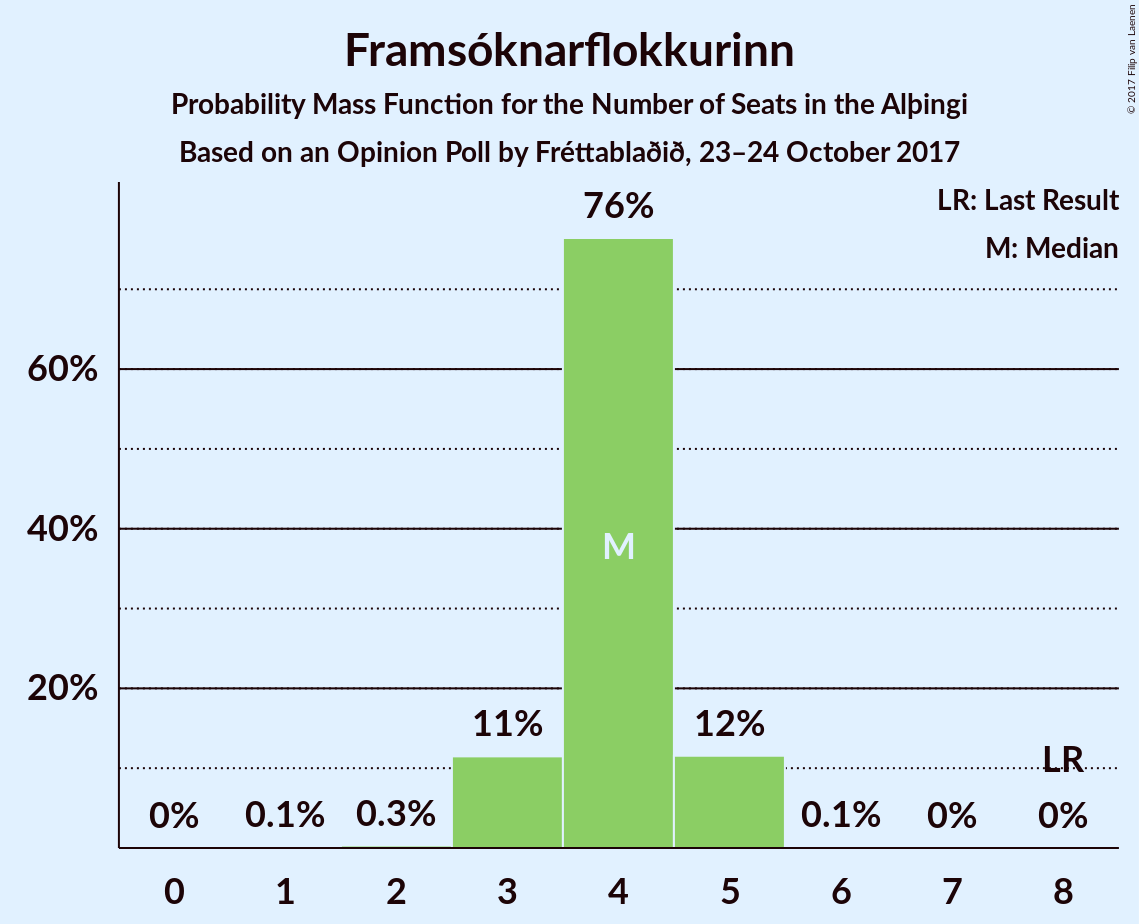 Framsóknarflokkurinn
Probability Mass Function for the Number of Seats in the Alþingi
Based on an Opinion Poll by Fréttablaðið, 23–24 October 2017
© 2017 Filip van Laenen
LR: Last Result
M: Median
76%
60%
40%
M
20%
11%
12%
LR
0%
0.1%
0.3%
0.1%
0%
0%
0 1 2 3 4 5 6 7 8